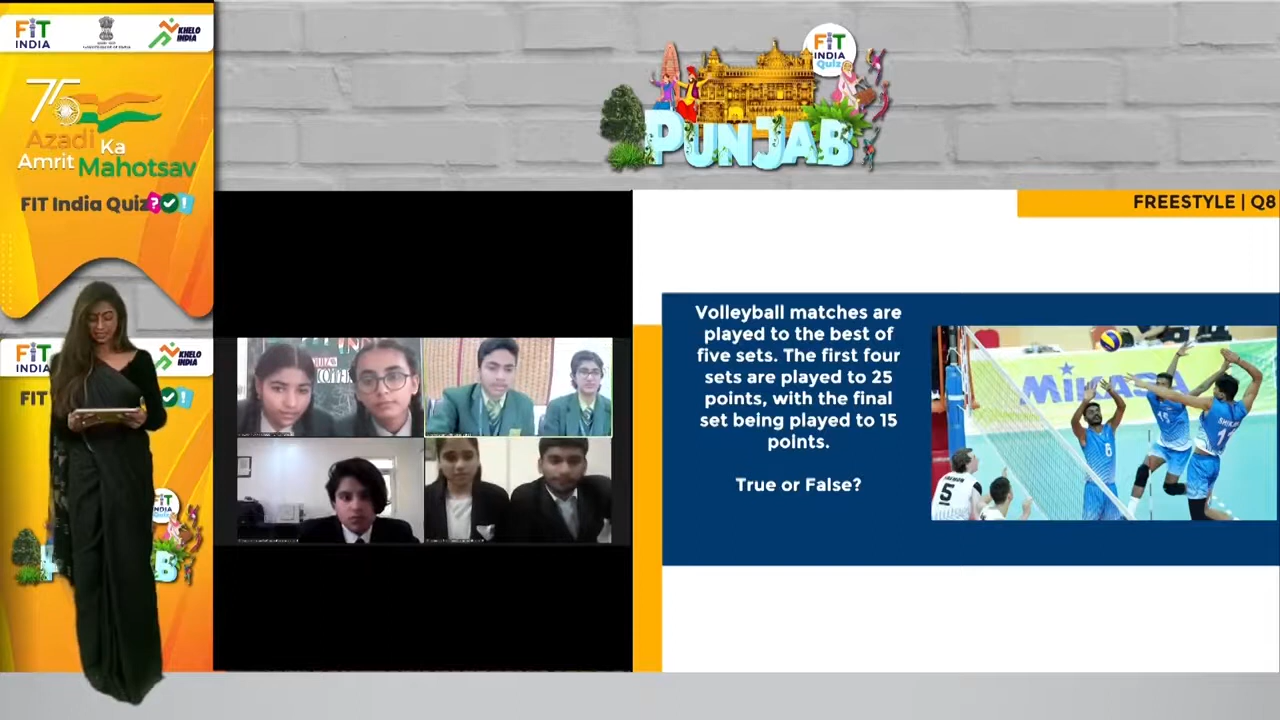 FiT
INDIA
KHELO
INDIA
75
Azadi Ka
Amrit Mahotsav
FIT India Quiz?!
FiT
INDIA
KHELO
INDIA
FIT
FiT
INDIA
Quiz
FiT
INDIA
Quiz
PUNJAB
FREESTYLE | Q8
Volleyball matches are
played to the best of
five sets. The first four
sets are played to 25
points, with the final
set being played to 15
points.
True or False?
MIKASA
5
6